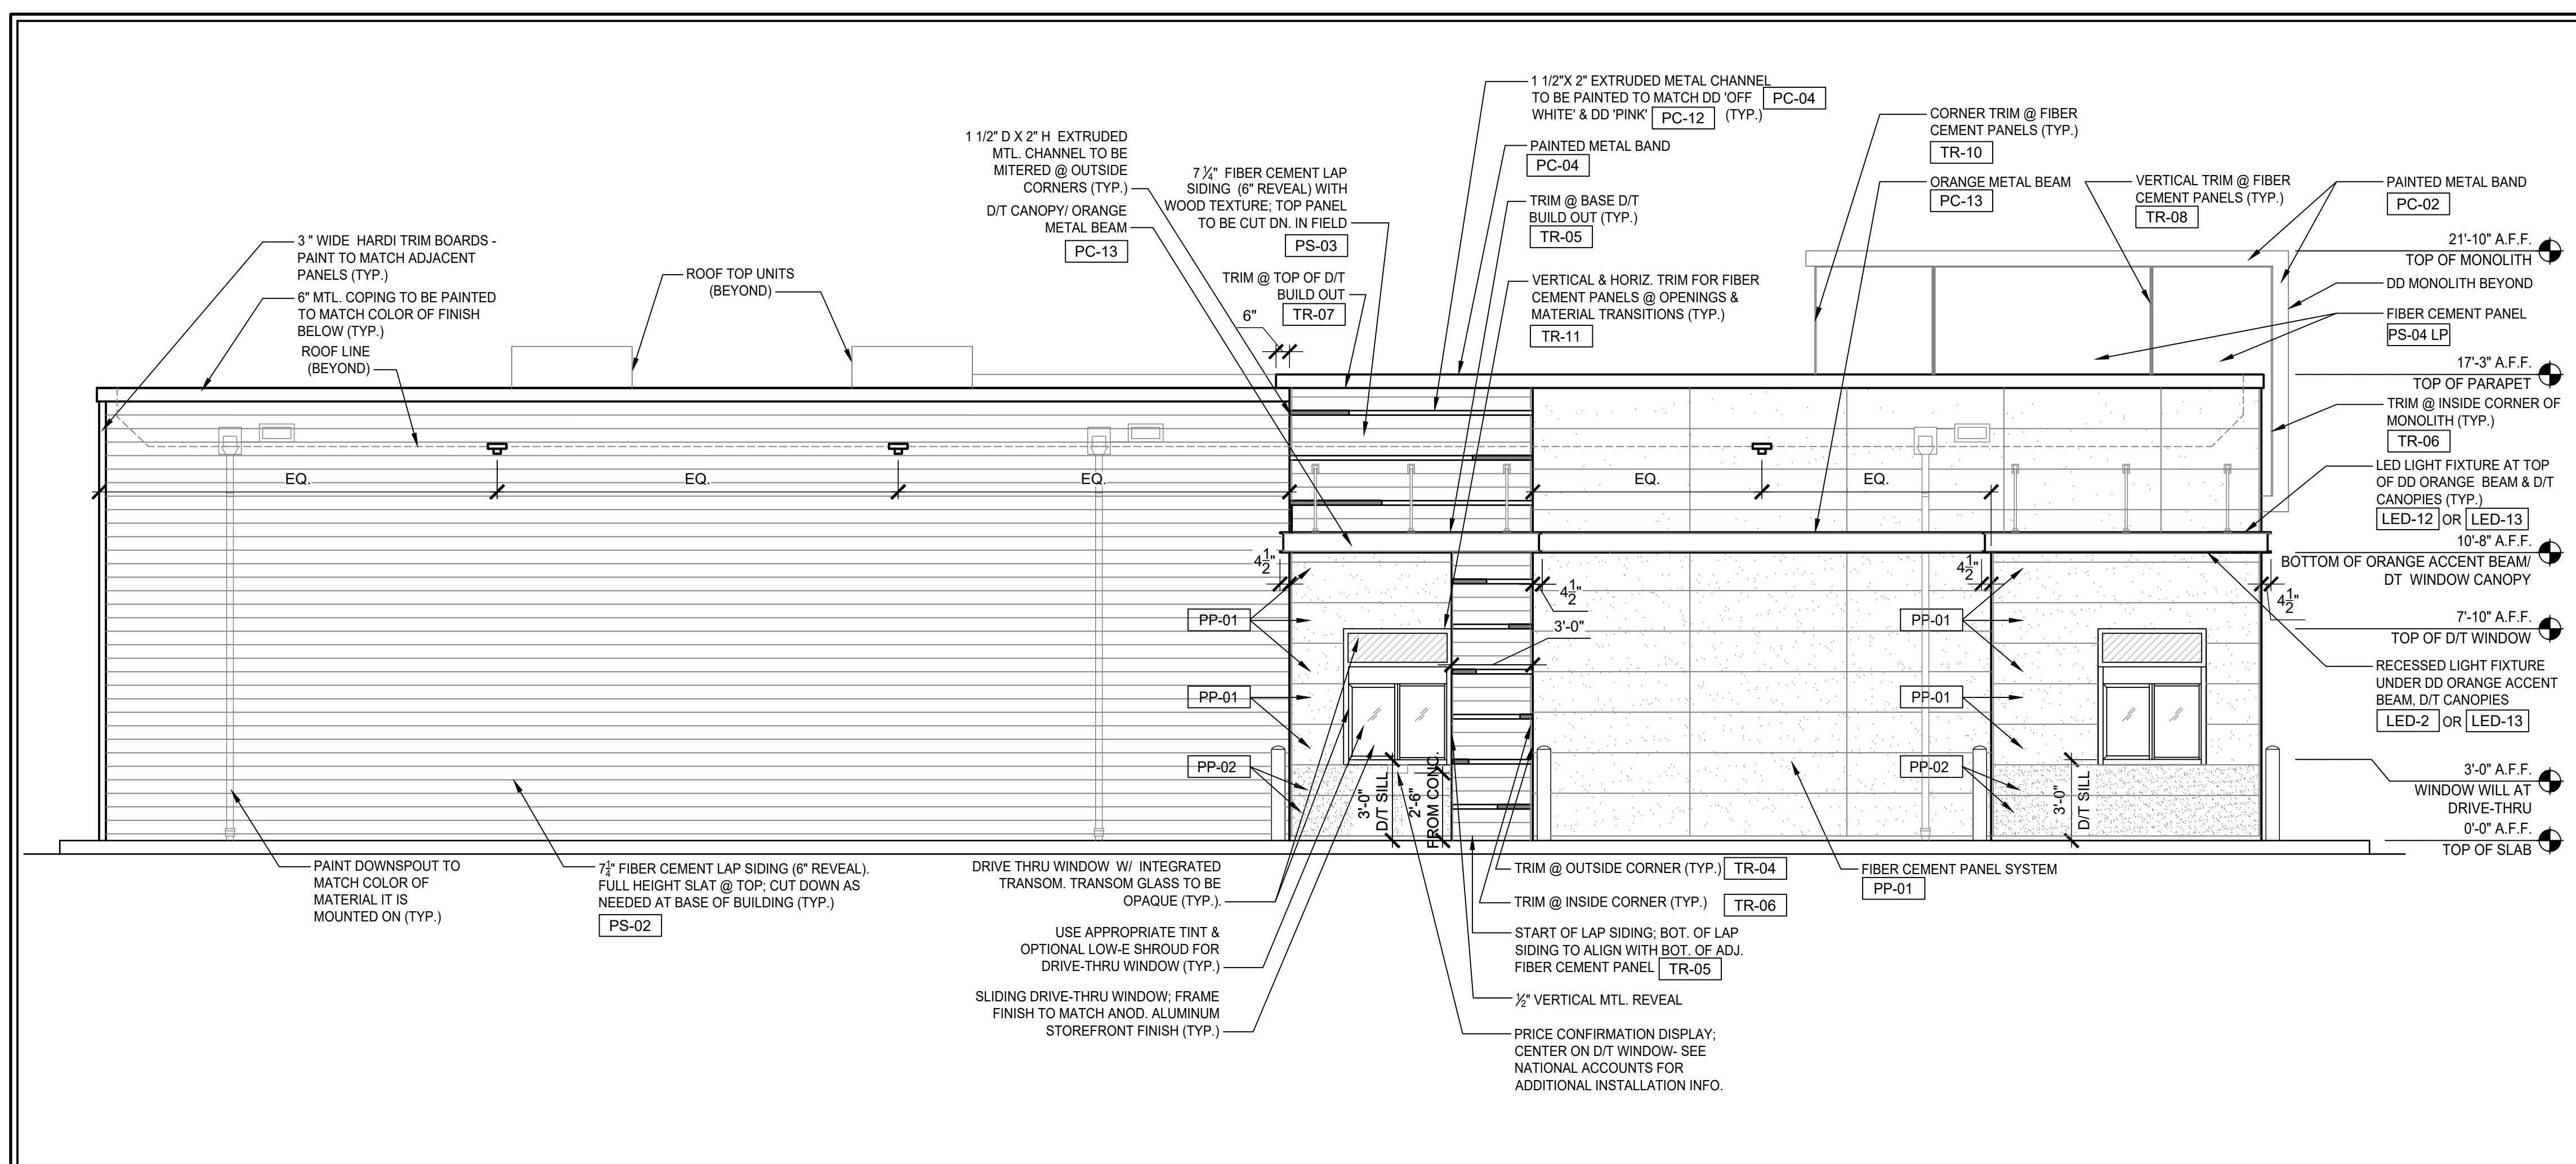 1 1/2"X 2" EXTRUDED METAL CHANNEL
TO BE PAINTED TO MATCH DD 'OFF PC-04
WHITE' & DD 'PINK' PC-12 (TYP.)
1 1/2" D X 2" H EXTRUDED
MTL. CHANNEL TO BE
MITERED @ OUTSIDE
CORNERS (TYP.)
D/T CANOPY/ ORANGE
METAL BEAM
PC-13
7 ¼" FIBER CEMENT LAP
SIDING (6" REVEAL) WITH
WOOD TEXTURE; TOP PANEL
TO BE CUT DN. IN FIELD
PS-03
TRIM @ TOP OF D/T
BUILD OUT
TR-07
6"
PAINTED METAL BAND
PC-04
TRIM @ BASE D/T
BUILD OUT (TYP.)
TR-05
VERTICAL & HORIZ. TRIM FOR FIBER
CEMENT PANELS @ OPENINGS &
MATERIAL TRANSITIONS (TYP.)
TR-11
CORNER TRIM @ FIBER
CEMENT PANELS (TYP.)
TR-10
ORANGE METAL BEAM
PC-13
VERTICAL TRIM @ FIBER
CEMENT PANELS (TYP.)
TR-08
PAINTED METAL BAND
PC-02
21'-10" A.F.F.
TOP OF MONOLITH
DD MONOLITH BEYOND
FIBER CEMENT PANEL
PS-04 LP
17'-3" A.F.F.
TOP OF PARAPET
TRIM @ INSIDE CORNER OF
MONOLITH (TYP.)
TR-06
LED LIGHT FIXTURE AT TOP
OF DD ORANGE BEAM & D/T
CANOPIES (TYP.)
LED-12 OR LED-13
10'-8" A.F.F.
BOTTOM OF ORANGE ACCENT BEAM/
DT WINDOW CANOPY
7'-10" A.F.F.
TOP OF D/T WINDOW
RECESSED LIGHT FIXTURE
UNDER DD ORANGE ACCENT
BEAM, D/T CANOPIES
LED-2 OR LED-13
3'-0" A.F.F.
WINDOW WILL AT
DRIVE-THRU
0'-0" A.F.F.
TOP OF SLAB
3 " WIDE HARDI TRIM BOARDS -
PAINT TO MATCH ADJACENT
PANELS (TYP.)
6" MTL. COPING TO BE PAINTED
TO MATCH COLOR OF FINISH
BELOW (TYP.)
ROOF LINE
(BEYOND)
ROOF TOP UNITS
(BEYOND)
EQ.
EQ.
EQ.
EQ.
EQ.
4 1/2"
4 1/2"
4 1/2"
4 1/2"
3'-0"
PP-01
PP-01
PP-02
PP-01
PP-01
PP-02
3'-0"
D/T SILL
2'-6"
FROM CONC.
3'-0"
D/T SILL
PAINT DOWNSPOUT TO
MATCH COLOR OF
MATERIAL IT IS
MOUNTED ON (TYP.)
7 1/4" FIBER CEMENT LAP SIDING (6" REVEAL).
FULL HEIGHT SLAT @ TOP; CUT DOWN AS
NEEDED AT BASE OF BUILDING (TYP.)
PS-02
DRIVE THRU WINDOW W/ INTEGRATED
TRANSOM. TRANSOM GLASS TO BE
OPAQUE (TYP.).
USE APPROPRIATE TINT &
OPTIONAL LOW-E SHROUD FOR
DRIVE-THRU WINDOW (TYP.)
SLIDING DRIVE-THRU WINDOW; FRAME
FINISH TO MATCH ANOD. ALUMINUM
STOREFRONT FINISH (TYP.)
TRIM @ OUTSIDE CORNER (TYP.) TR-04
TRIM @ INSIDE CORNER (TYP.) TR-06
START OF LAP SIDING; BOT. OF LAP
SIDING TO ALIGN WITH BOT. OF ADJ.
FIBER CEMENT PANEL TR-05
½" VERTICAL MTL. REVEAL
PRICE CONFIRMATION DISPLAY;
CENTER ON D/T WINDOW- SEE
NATIONAL ACCOUNTS FOR
ADDITIONAL INSTALLATION INFO.
FIBER CEMENT PANEL SYSTEM
PP-01